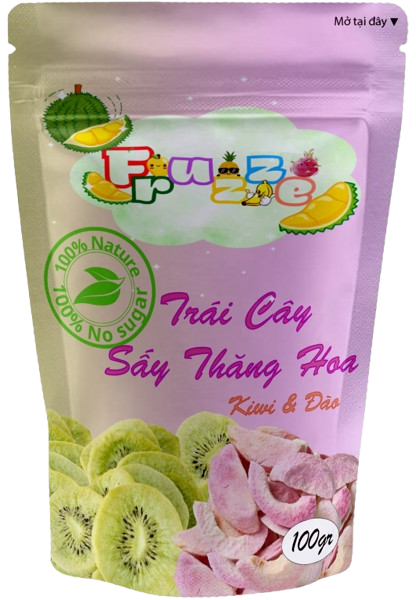 Mở tại đây ▼
Fruzze
100% Nature
100% No sugar
Trái Cây
Sấy Thăng Hoa
Kiwi & Đào
100gr